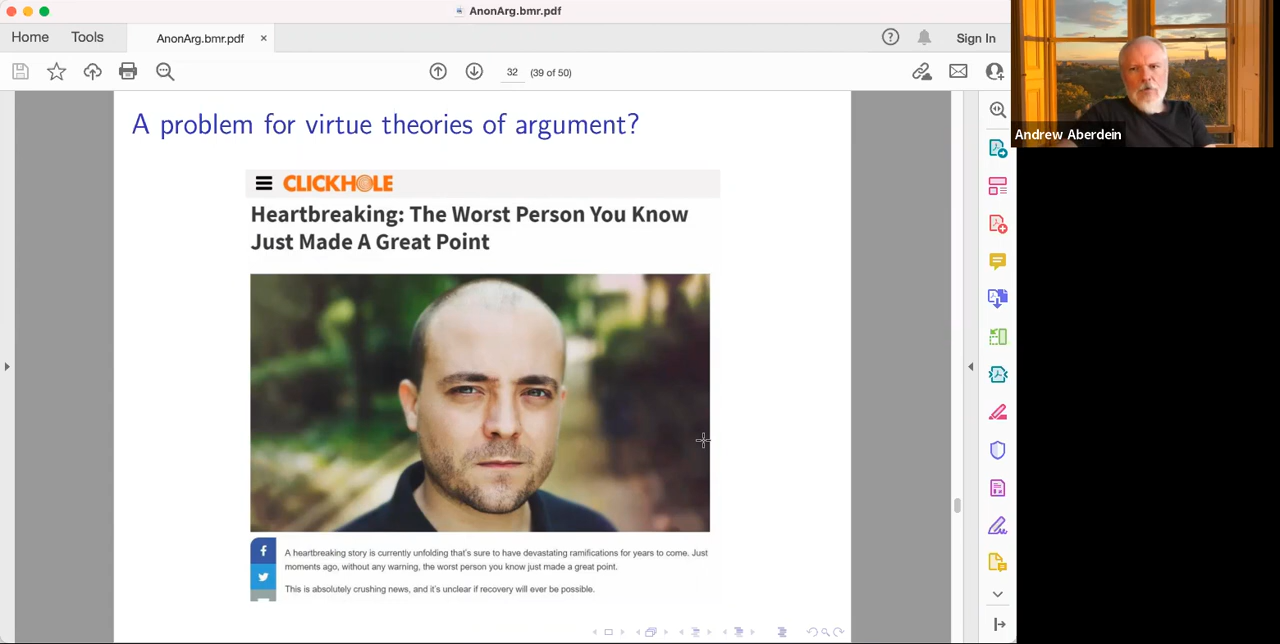 AnonArg.bmr.pdf
Home Tools AnonArg.bmr.pdf × Sign In
32 (39 of 50)
Andrew Aberdein
A problem for virtue theories of argument?
CLICKHOLE
Heartbreaking: The Worst Person You Know
Just Made A Great Point
A heartbreaking story is currently unfolding that's sure to have devastating ramifications for years to come. Just
moments ago, without any warning, the worst person you know just made a great point.
This is absolutely crushing news, and it's unclear if recovery will ever be possible.